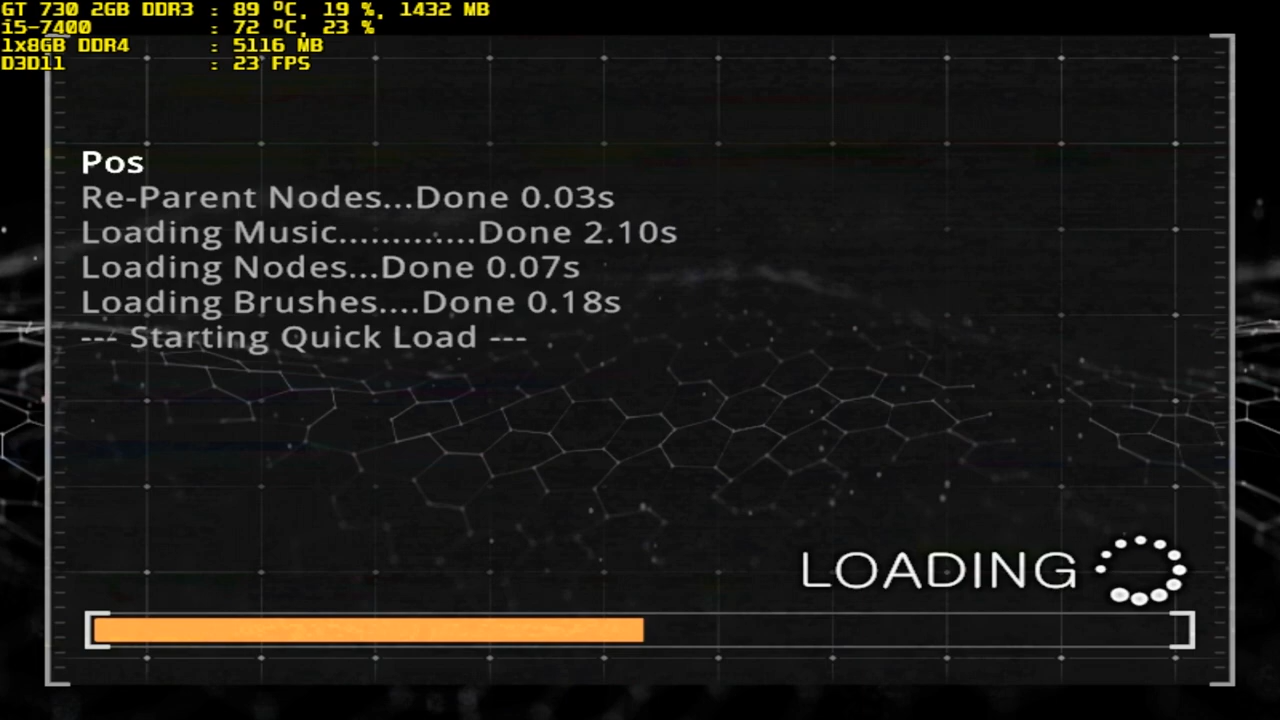 GT 730 2GB DDR3 : 89 ºC, 19 %, 1432 MB
i5-7400 : 72 ºC, 23 %
1x8GB DDR4 : 5116 MB
D3D11 : 23 FPS
Pos
Re-Parent Nodes...Done 0.03s
Loading Music.............Done 2.10s
Loading Nodes...Done 0.07s
Loading Brushes....Done 0.18s
--- Starting Quick Load ---
LOADING